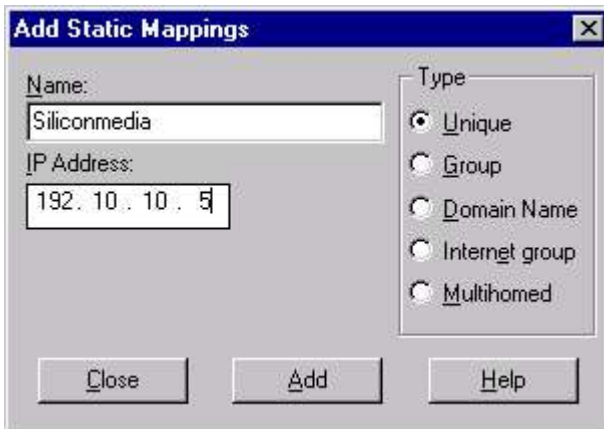 Add Static Mappings
Name:
Siliconmedia
IP Address:
192. 10 . 10 . 5
Type
Unique
Group
Domain Name
Internet group
Multihomed
Close
Add
Help